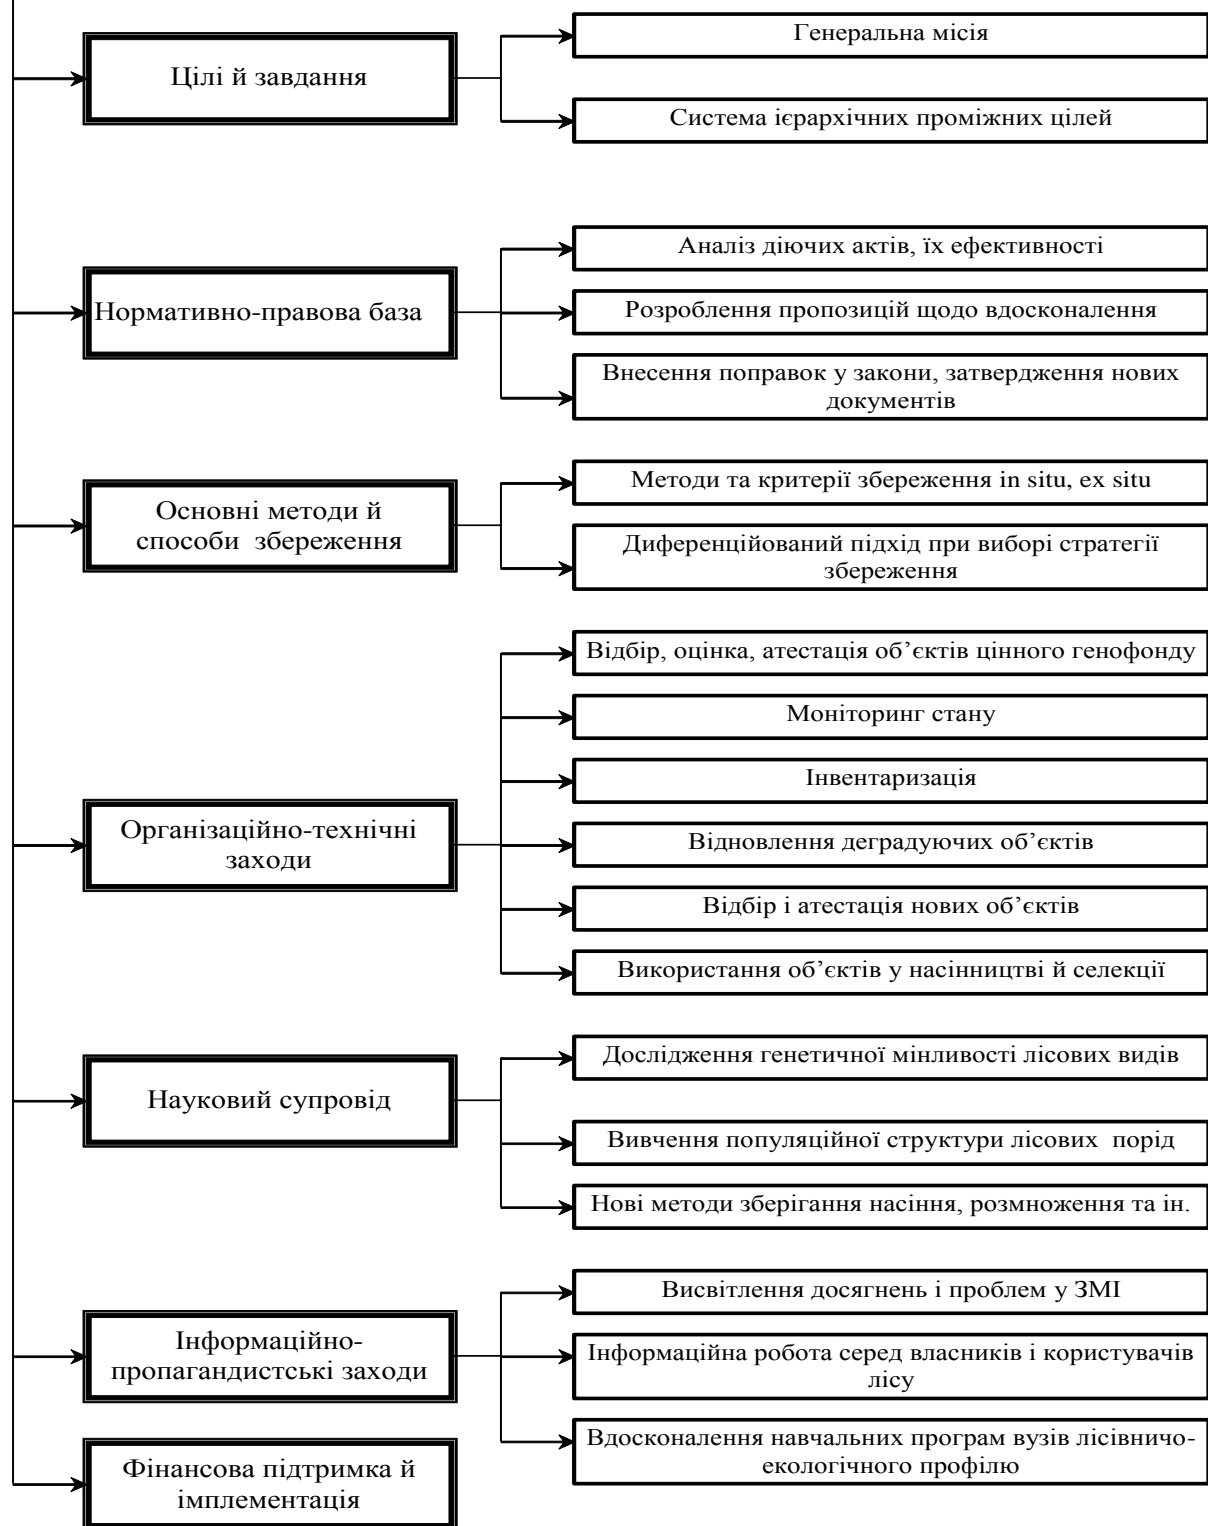 Цілі й завдання
Генеральна місія
Система ієрархічних проміжних цілей
Нормативно-правова база
Аналіз діючих актів, їх ефективності
Розроблення пропозицій щодо вдосконалення
Внесення поправок у закони, затвердження нових
документів
Основні методи й
способи збереження
Методи та критерії збереження in situ, ex situ
Диференційований підхід при виборі стратегії
збереження
Організаційно-технічні
заходи
Відбір, оцінка, атестація об’єктів цінного генофонду
Моніторинг стану
Інвентаризація
Відновлення деградуючих об’єктів
Відбір і атестація нових об’єктів
Використання об’єктів у насінництві й селекції
Науковий супровід
Дослідження генетичної мінливості лісових видів
Вивчення популяційної структури лісових порід
Нові методи зберігання насіння, розмноження та ін.
Інформаційно-
пропагандистські заходи
Висвітлення досягнень і проблем у ЗМІ
Інформаційна робота серед власників і користувачів
лісу
Вдосконалення навчальних програм вузів лісівничо-
екологічного профілю
Фінансова підтримка й
імплементація